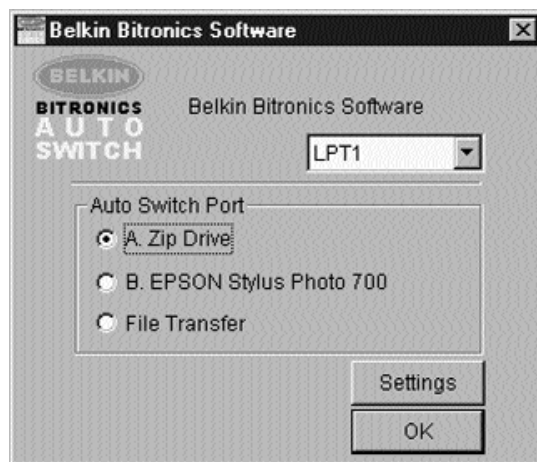 Belkin Bitronics Software
BELKIN
BITRONICS
AUTO
SWITCH
Belkin Bitronics Software
LPT1
Auto Switch Port
A. Zip Drive
B. EPSON Stylus Photo 700
File Transfer
Settings
OK